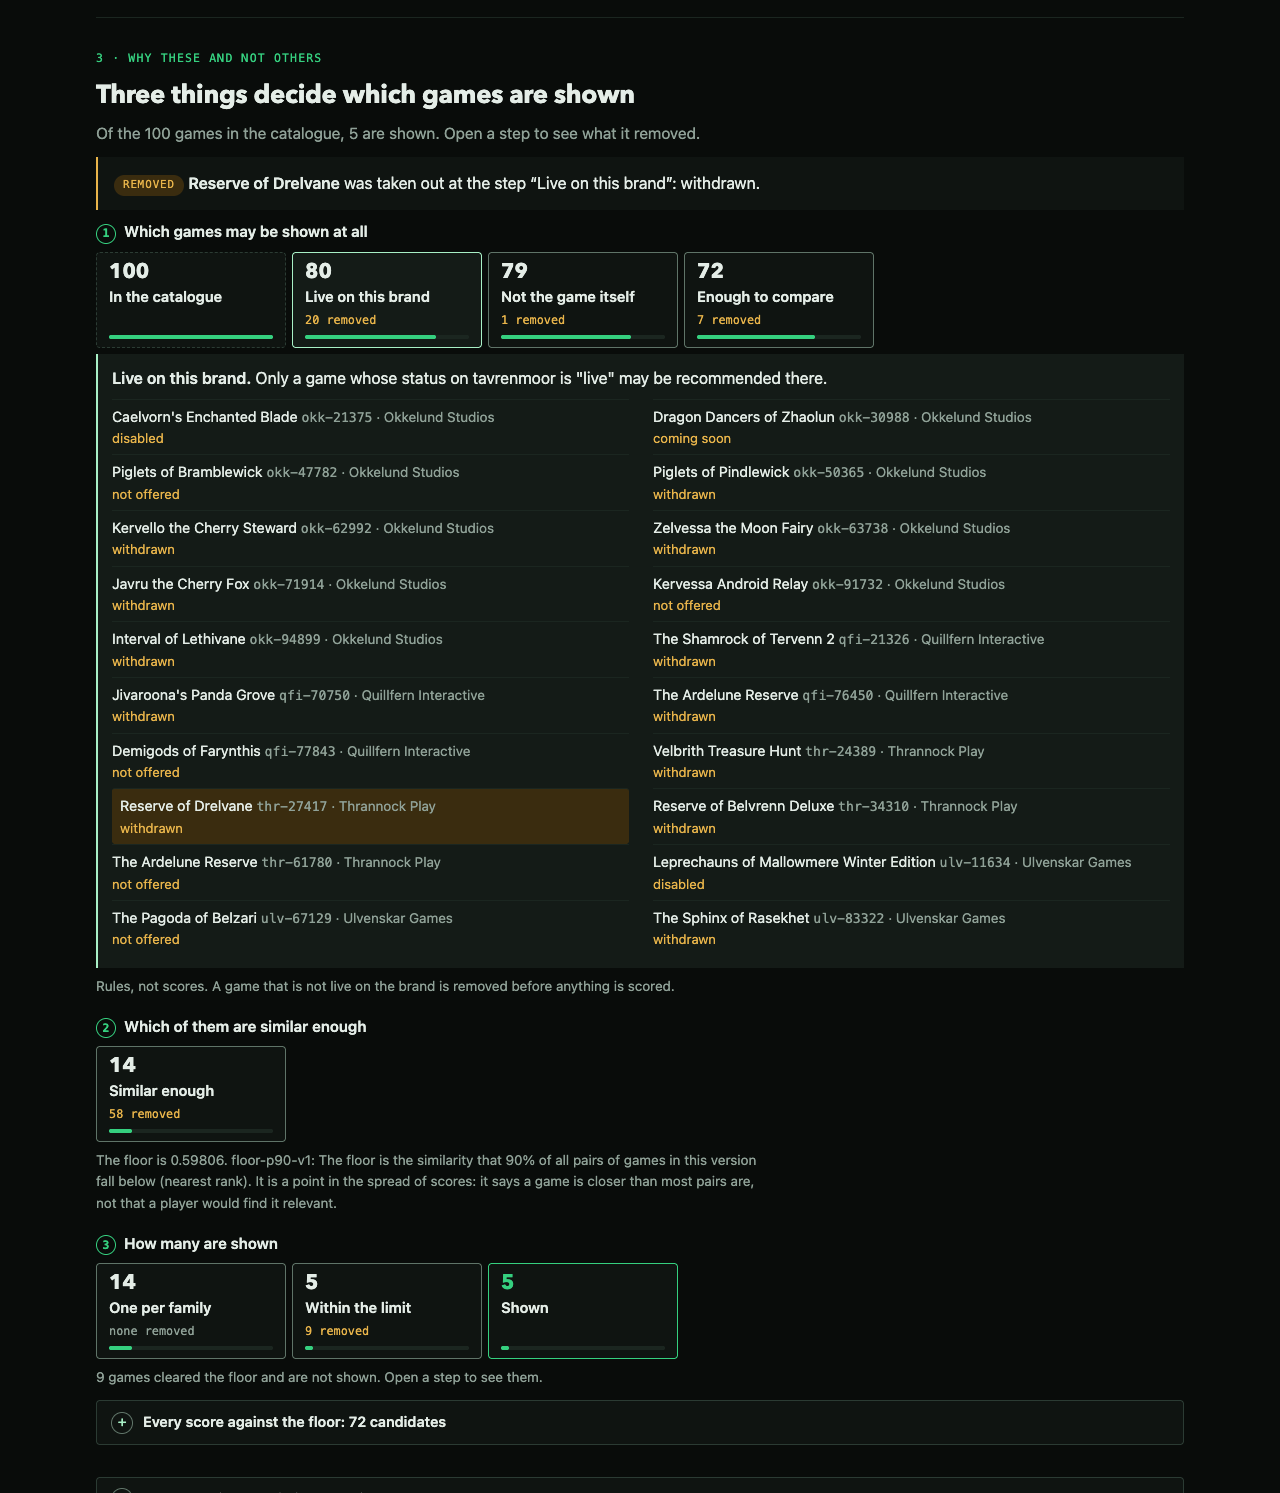 3 · WHY THESE AND NOT OTHERS
Three things decide which games are shown
Of the 100 games in the catalogue, 5 are shown. Open a step to see what it removed.
REMOVED Reserve of Drelvane was taken out at the step “Live on this brand”: withdrawn.
1 Which games may be shown at all
100
In the catalogue
80
Live on this brand
20 removed
79
Not the game itself
1 removed
72
Enough to compare
7 removed
Live on this brand. Only a game whose status on tavrenmoor is "live" may be recommended there.
Caelvorn's Enchanted Blade okk-21375 · Okkelund Studios
disabled
Dragon Dancers of Zhaolun okk-30988 · Okkelund Studios
coming soon
Piglets of Bramblewick okk-47782 · Okkelund Studios
not offered
Piglets of Pindlewick okk-50365 · Okkelund Studios
withdrawn
Kervello the Cherry Steward okk-62992 · Okkelund Studios
withdrawn
Zelvessa the Moon Fairy okk-63738 · Okkelund Studios
withdrawn
Javru the Cherry Fox okk-71914 · Okkelund Studios
withdrawn
Kervessa Android Relay okk-91732 · Okkelund Studios
not offered
Interval of Lethivane okk-94899 · Okkelund Studios
withdrawn
The Shamrock of Tervenn 2 qfi-21326 · Quillfern Interactive
withdrawn
Jivaroona's Panda Grove qfi-70750 · Quillfern Interactive
withdrawn
The Ardelune Reserve qfi-76450 · Quillfern Interactive
withdrawn
Demigods of Farynthis qfi-77843 · Quillfern Interactive
not offered
Velbrith Treasure Hunt thr-24389 · Thrannock Play
withdrawn
Reserve of Drelvane thr-27417 · Thrannock Play
withdrawn
Reserve of Belvrenn Deluxe thr-34310 · Thrannock Play
withdrawn
The Ardelune Reserve thr-61780 · Thrannock Play
not offered
Leprechauns of Mallowmere Winter Edition ulv-11634 · Ulvenskar Games
disabled
The Pagoda of Belzari ulv-67129 · Ulvenskar Games
not offered
The Sphinx of Rasekhet ulv-83322 · Ulvenskar Games
withdrawn
Rules, not scores. A game that is not live on the brand is removed before anything is scored.
2 Which of them are similar enough
14
Similar enough
58 removed
The floor is 0.59806. floor-p90-v1: The floor is the similarity that 90% of all pairs of games in this version
fall below (nearest rank). It is a point in the spread of scores: it says a game is closer than most pairs are,
not that a player would find it relevant.
3 How many are shown
14
One per family
none removed
5
Within the limit
9 removed
5
Shown
9 games cleared the floor and are not shown. Open a step to see them.
+ Every score against the floor: 72 candidates